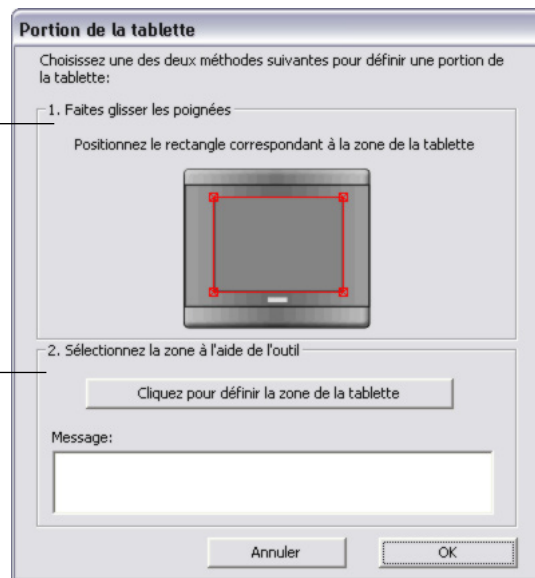 Portion de la tablette
Choisissez une des deux méthodes suivantes pour définir une portion de
la tablette:
1. Faites glisser les poignées
Positionnez le rectangle correspondant à la zone de la tablette
2. Sélectionnez la zone à l'aide de l'outil
Cliquez pour définir la zone de la tablette
Message:
Annuler
OK